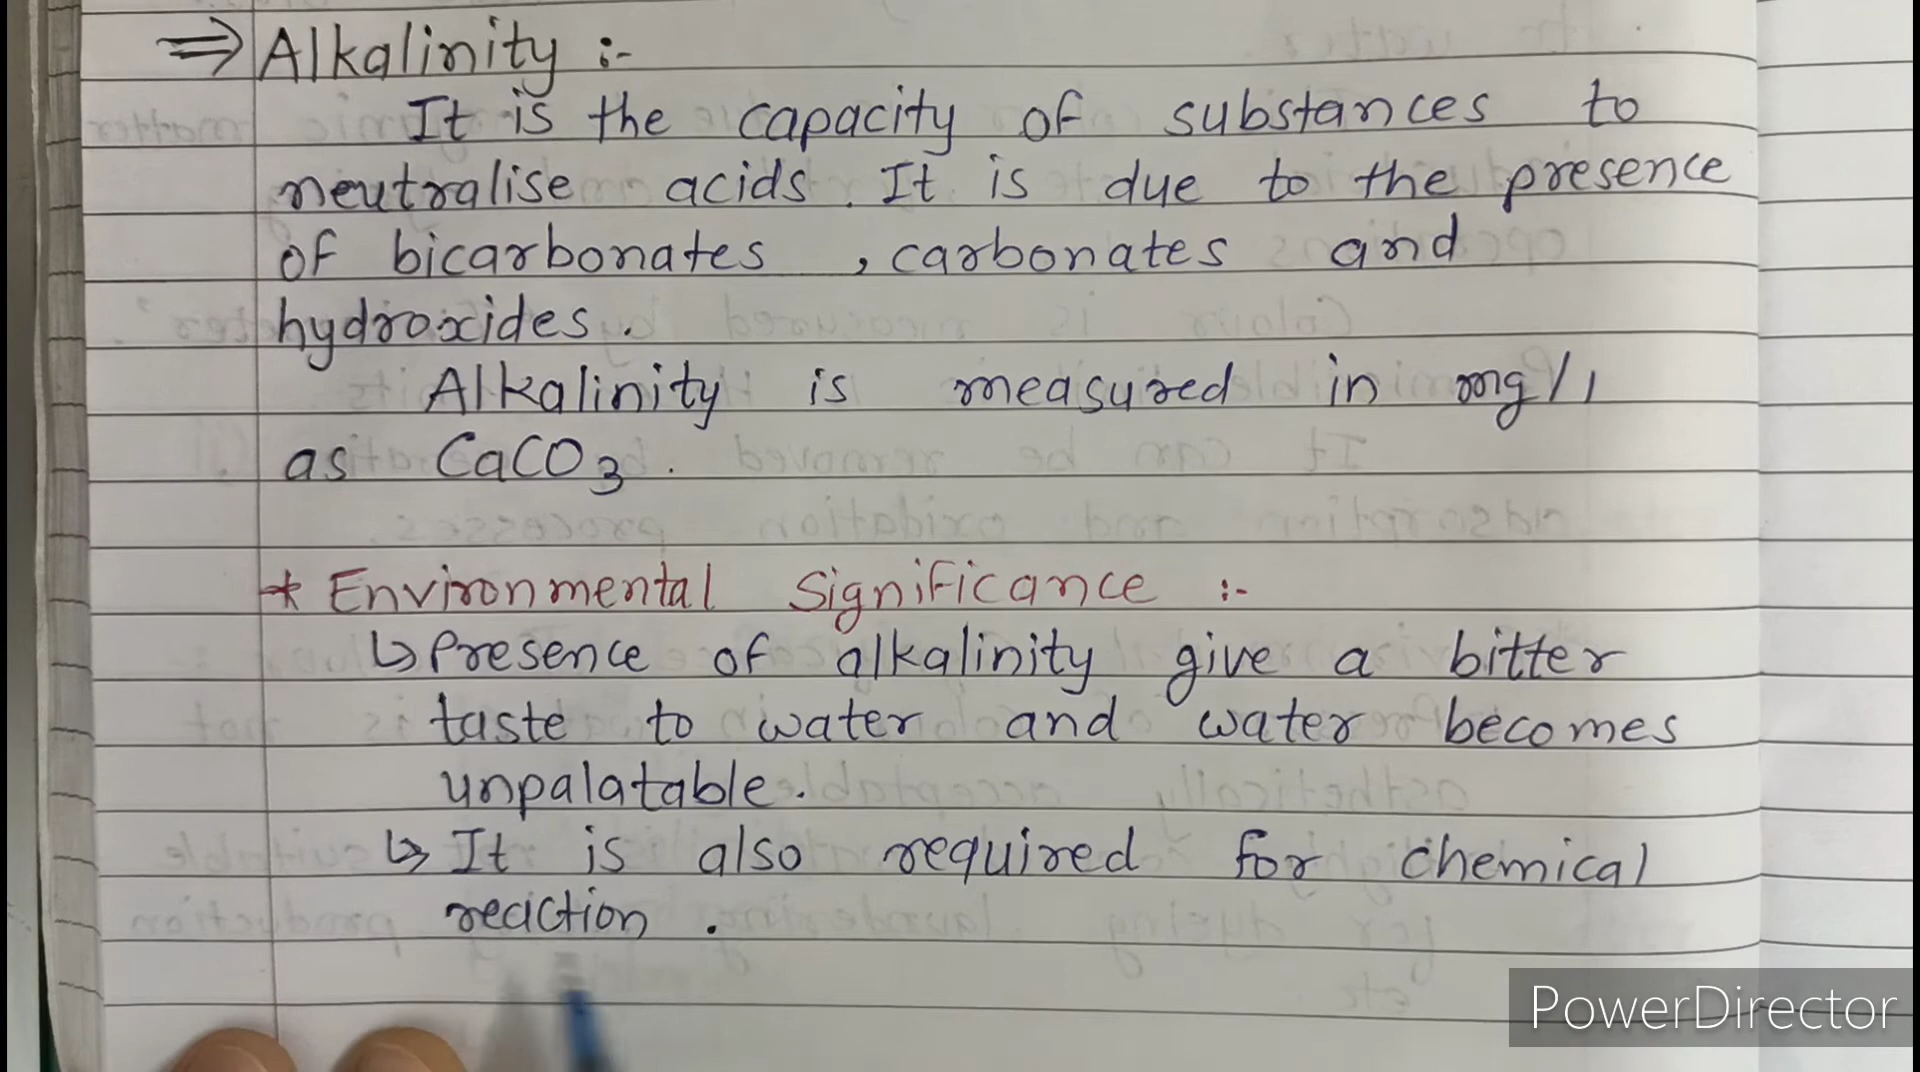 ⇒ Alkalinity :-
It is the capacity of substances to
neutralise acids. It is due to the presence
of bicarbonates , carbonates and
hydroxides .
Alkalinity is measured in mg/l
as CaCO3 .
* Environmental Significance :-
↳ Presence of alkalinity give a bitter
taste to water and water becomes
unpalatable .
↳ It is also required for chemical
reaction .
PowerDirector